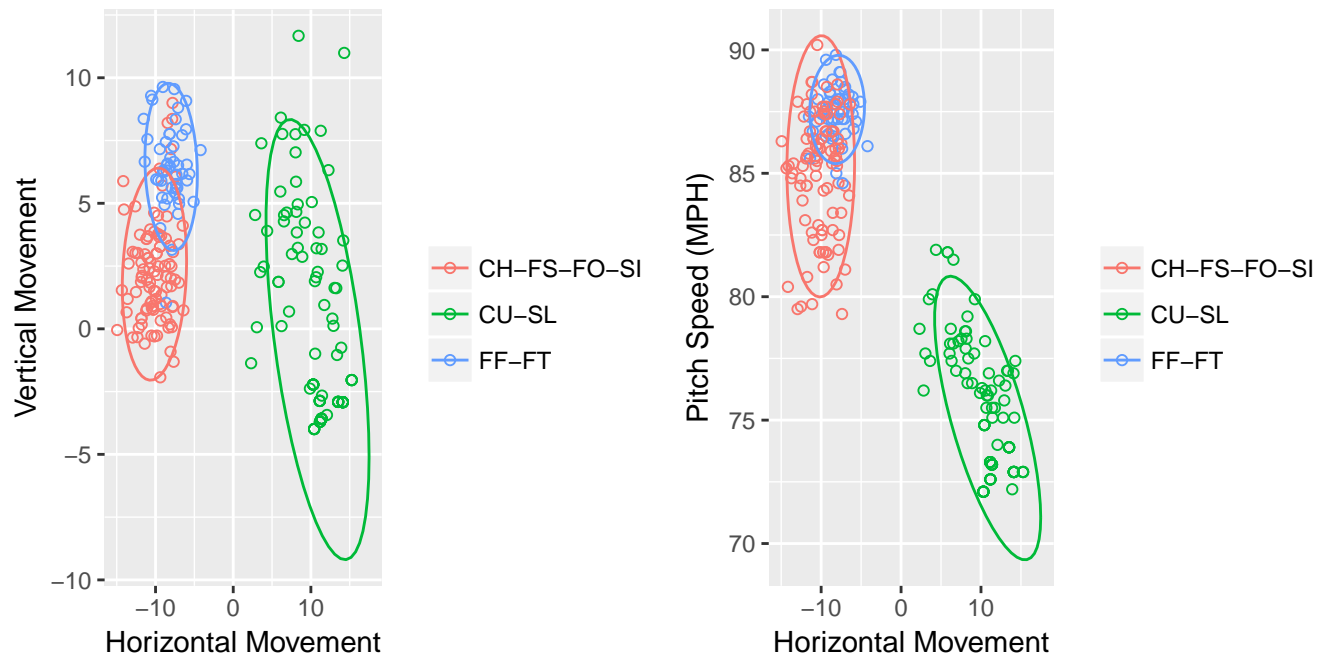 10
5
0
−5
−10
Vertical Movement
−10 0 10
Horizontal Movement
CH−FS−FO−SI
CU−SL
FF−FT
90
85
80
75
70
Pitch Speed (MPH)
−10 0 10
Horizontal Movement
CH−FS−FO−SI
CU−SL
FF−FT